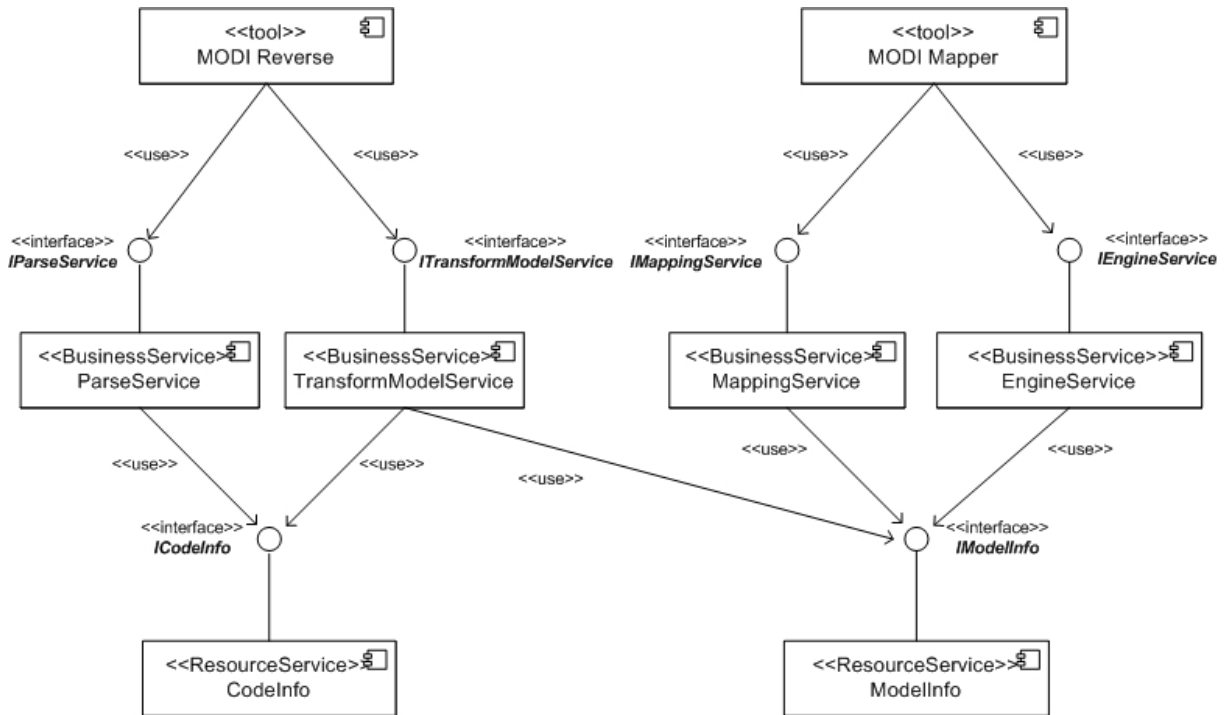 <<tool>>
MODI Reverse
<<tool>>
MODI Mapper
<<use>>
<<use>>
<<use>>
<<use>>
<<interface>>
IParseService
<<interface>>
ITransformModelService
<<interface>>
IMappingService
<<interface>>
IEngineService
<<BusinessService>
ParseService
<<BusinessService>
TransformModelService
<<BusinessService>
MappingService
<<BusinessService>>
EngineService
<<use>>
<<use>>
<<use>>
<<use>>
<<use>>
<<interface>>
ICodeInfo
<<interface>>
IModelInfo
<<ResourceService>>
CodeInfo
<<ResourceService>>
ModelInfo